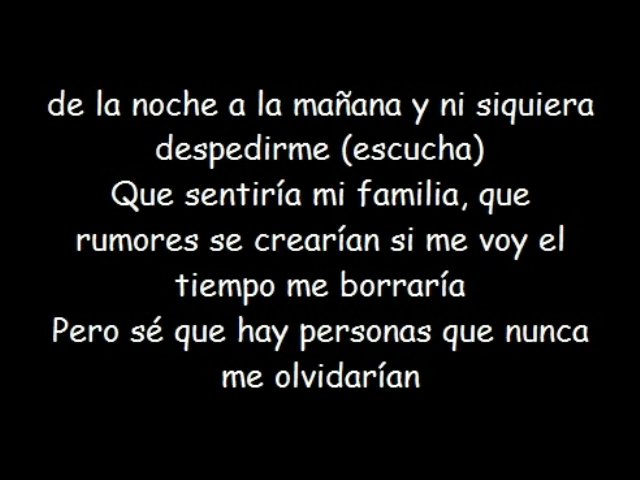 de la noche a la mañana y ni siquiera
despedirme (escucha)
Que sentiría mi familia, que
rumores se crearían si me voy el
tiempo me borraría
Pero sé que hay personas que nunca
me olvidarían